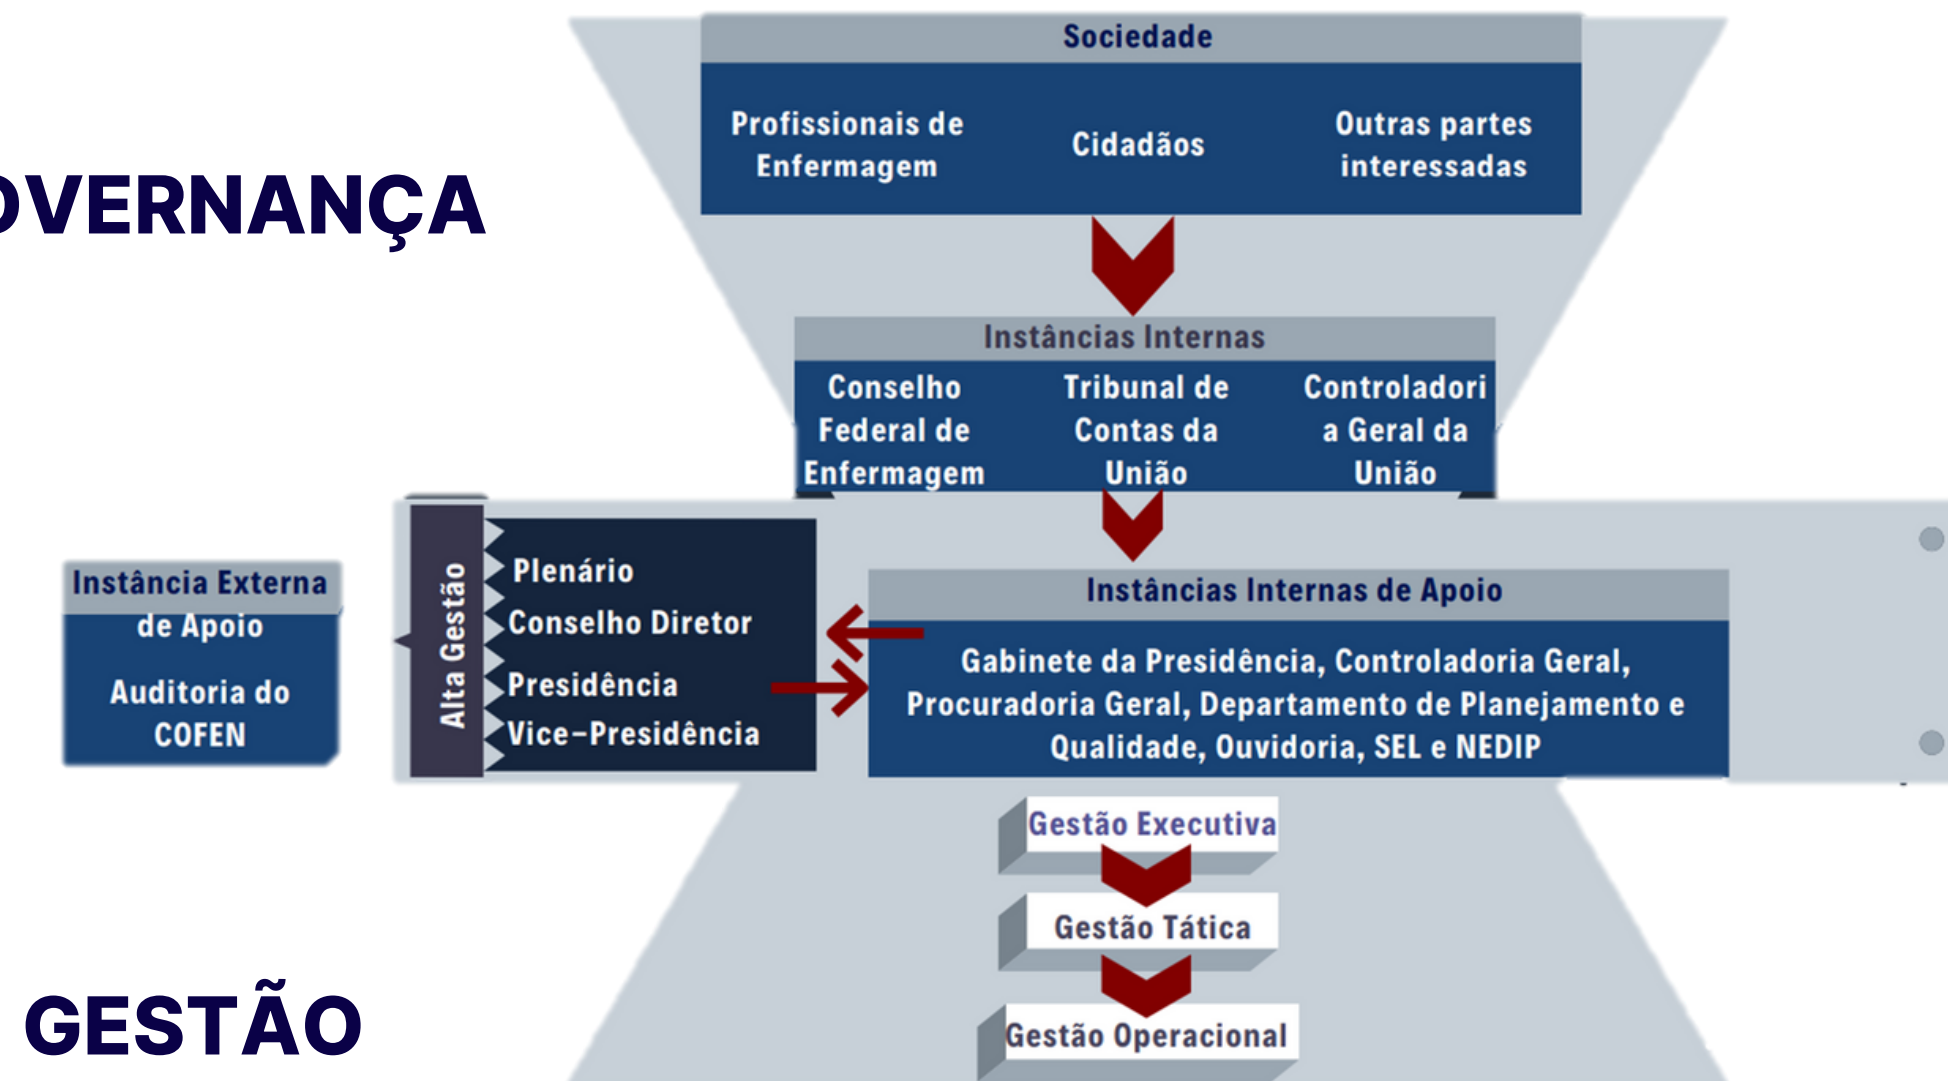 Sociedade
Profissionais de
Enfermagem
Cidadãos
Outras partes
interessadas
OVERNANÇA
Instâncias Internas
Conselho
Federal de
Enfermagem
Tribunal de
Contas da
União
Controladori
a Geral da
União
Instância Externa
de Apoio
Auditoria do
COFEN
Alta Gestão
Plenário
Conselho Diretor
Presidência
Vice-Presidência
Instâncias Internas de Apoio
Gabinete da Presidência, Controladoria Geral,
Procuradoria Geral, Departamento de Planejamento e
Qualidade, Ouvidoria, SEL e NEDIP
Gestão Executiva
Gestão Tática
Gestão Operacional
GESTÃO